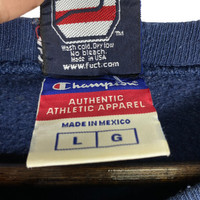 Wash cold. Dry low
No bleach.
Made in USA
www.fuct.com
Champion
AUTHENTIC
ATHLETIC APPAREL
MADE IN MEXICO
L G